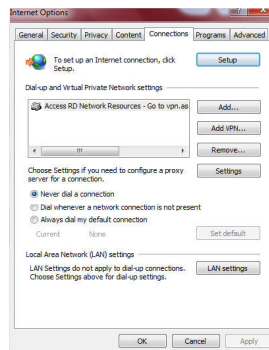 Internet Options
General Security Privacy Content Connections Programs Advanced
To set up an Internet connection, click
Setup.
Setup
Dial-up and Virtual Private Network settings
Access RD Network Resources - Go to vpn.as
Add...
Add VPN...
Remove...
Choose Settings if you need to configure a proxy
server for a connection.
Settings
Never dial a connection
Dial whenever a network connection is not present
Always dial my default connection
Current None
Set default
Local Area Network (LAN) settings
LAN Settings do not apply to dial-up connections.
Choose Settings above for dial-up settings.
LAN settings
OK Cancel Apply